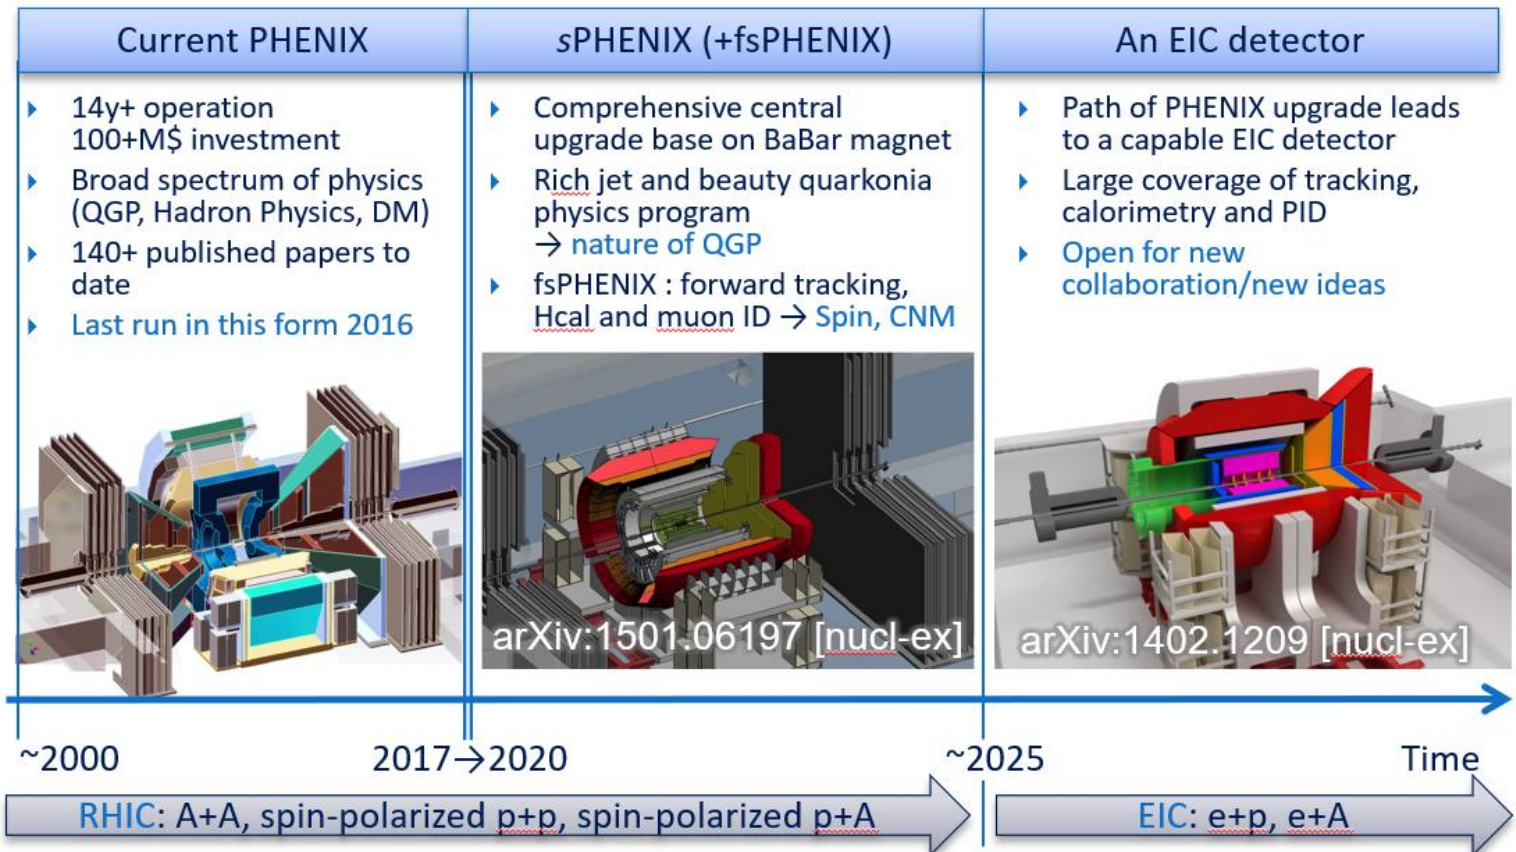 Current PHENIX
sPHENIX (+fsPHENIX)
An EIC detector
14y+ operation
100+M$ investment
Broad spectrum of physics
(QGP, Hadron Physics, DM)
140+ published papers to
date
Last run in this form 2016
Comprehensive central
upgrade base on BaBar magnet
Rich jet and beauty quarkonia
physics program
→ nature of QGP
fsPHENIX : forward tracking,
Hcal and muon ID → Spin, CNM
Path of PHENIX upgrade leads
to a capable EIC detector
Large coverage of tracking,
calorimetry and PID
Open for new
collaboration/new ideas
arXiv:1501.06197 [nucl-ex]
arXiv:1402.1209 [nucl-ex]
~2000
2017→2020
~2025
Time
RHIC: A+A, spin-polarized p+p, spin-polarized p+A
EIC: e+p, e+A